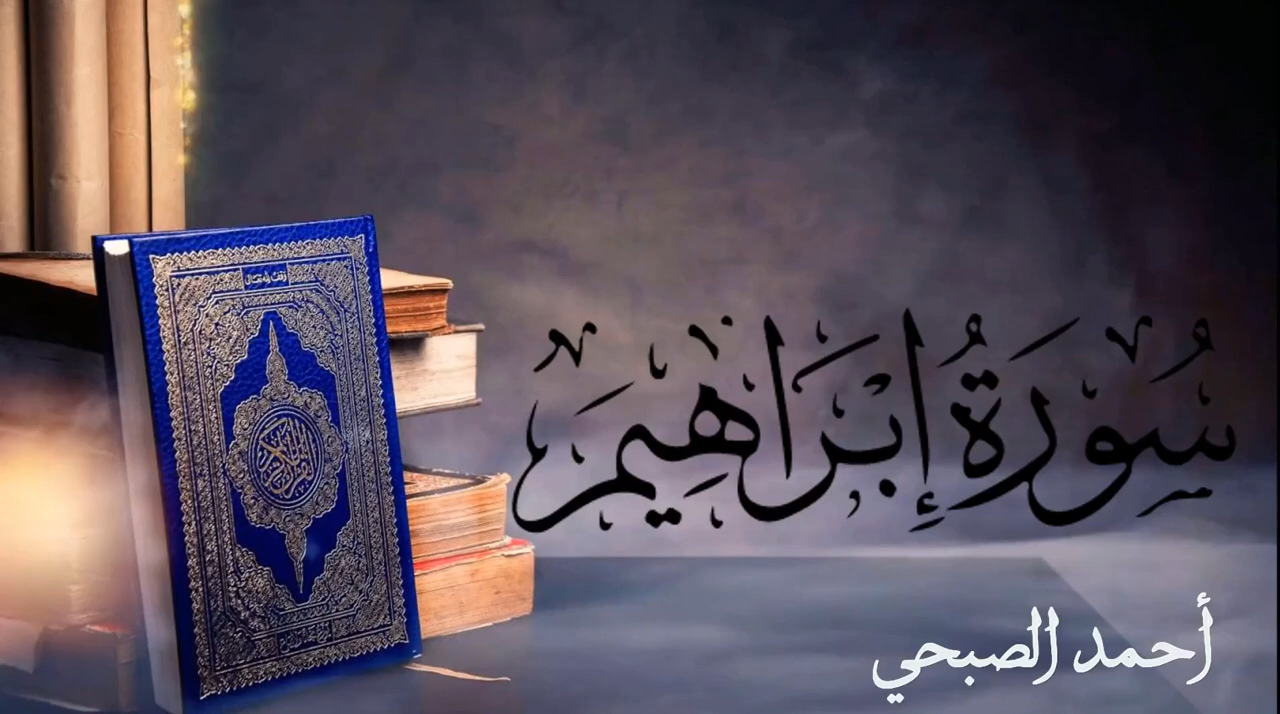 سُورَةُ إِبْرَاهِيمَ
أحمد الصبحي